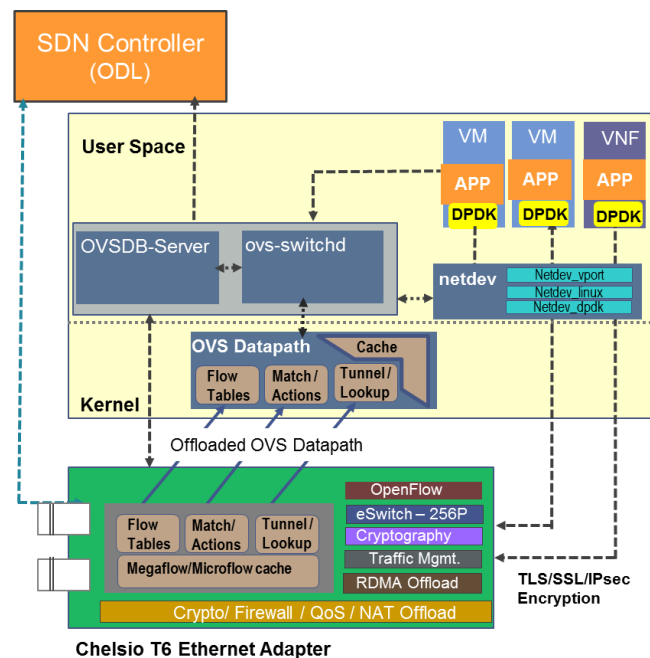 SDN Controller
(ODL)
User Space
VM
VM
VNF
APP
APP
APP
DPDK
DPDK
DPDK
OVSDB-Server
ovs-switchd
netdev
Netdev_vport
Netdev_linux
Netdev_dpdk
OVS Datapath
Cache
Flow
Tables
Match/
Actions
Tunnel/
Lookup
Kernel
Offloaded OVS Datapath
OpenFlow
eSwitch – 256P
Cryptography
Traffic Mgmt.
RDMA Offload
Flow
Tables
Match/
Actions
Tunnel/
Lookup
Megaflow/Microflow cache
TLS/SSL/IPsec
Encryption
Crypto/ Firewall / QoS / NAT Offload
Chelsio T6 Ethernet Adapter